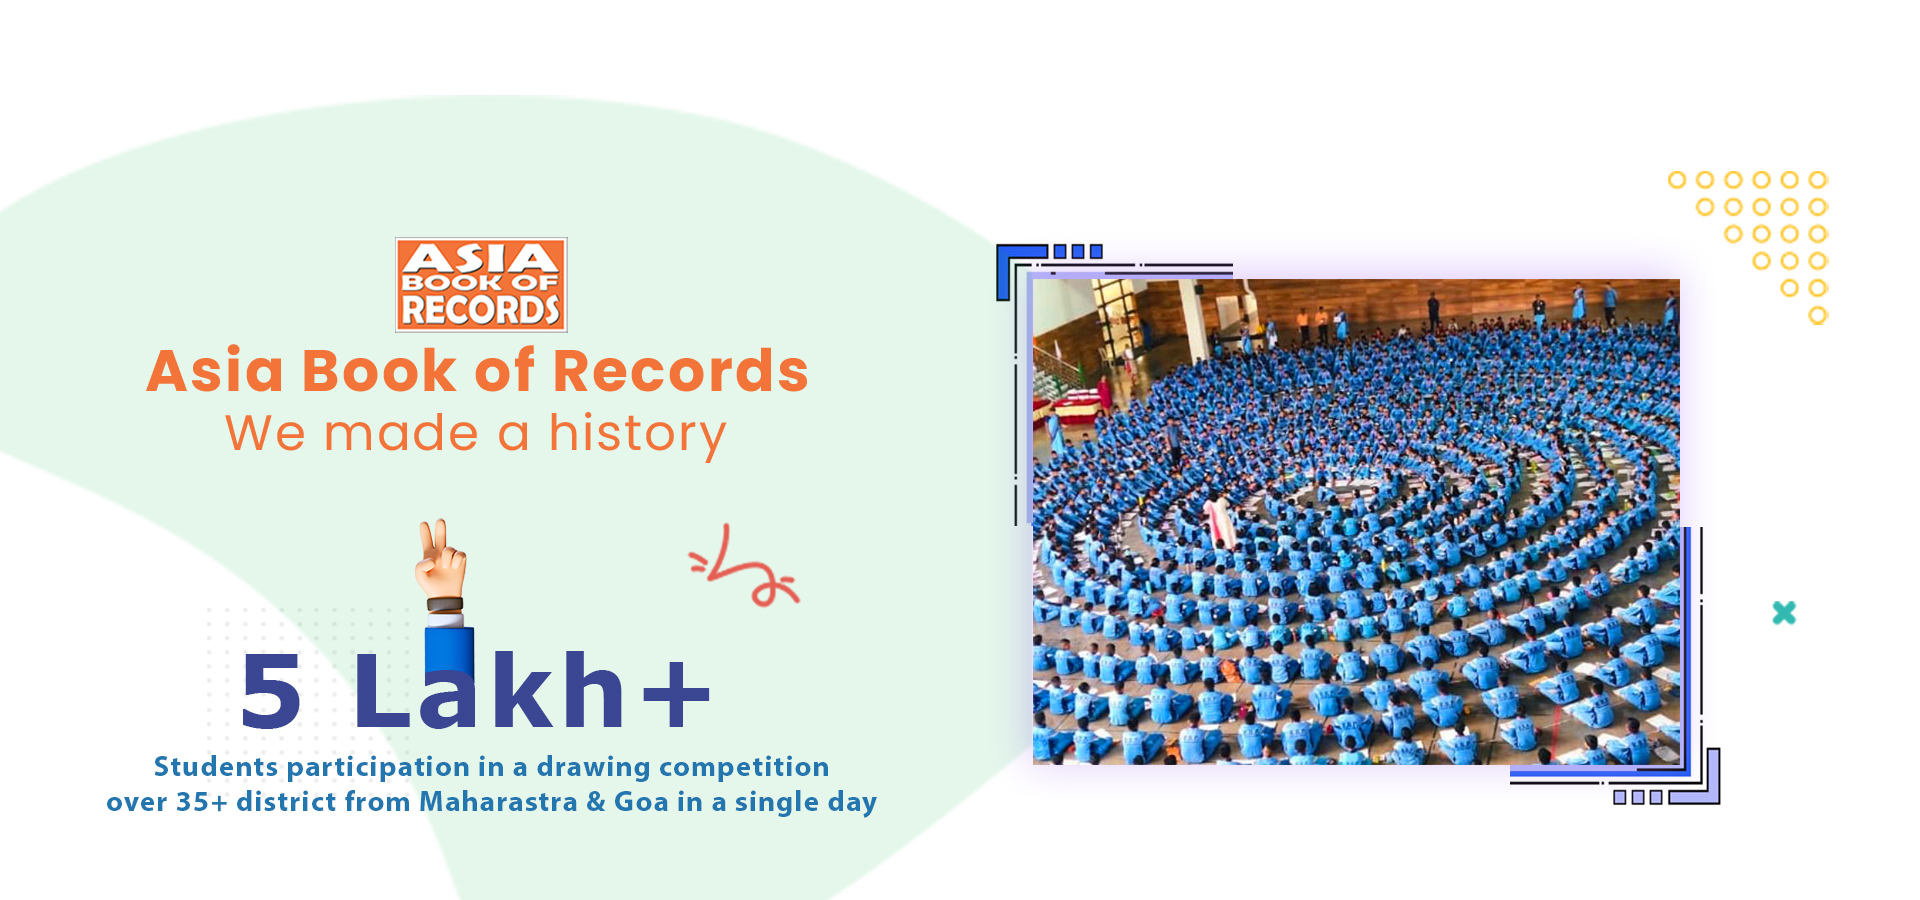 ASIA
BOOK OF
RECORDS
Asia Book of Records
We made a history
5 Lakh+
Students participation in a drawing competition
over 35+ district from Maharastra & Goa in a single day